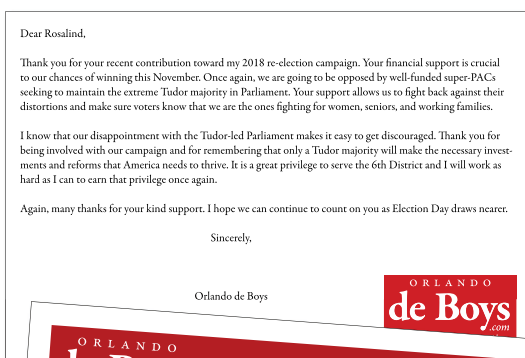 Dear Rosalind,
Thank you for your recent contribution toward my 2018 re-election campaign. Your financial support is crucial
to our chances of winning this November. Once again, we are going to be opposed by well-funded super-PACs
seeking to maintain the extreme Tudor majority in Parliament. Your support allows us to fight back against their
distortions and make sure voters know that we are the ones fighting for women, seniors, and working families.
I know that our disappointment with the Tudor-led Parliament makes it easy to get discouraged. Thank you for
being involved with our campaign and for remembering that only a Tudor majority will make the necessary invest-
ments and reforms that America needs to thrive. It is a great privilege to serve the 6th District and I will work as
hard as I can to earn that privilege once again.
Again, many thanks for your kind support. I hope we can continue to count on you as Election Day draws nearer.
Sincerely,
Orlando de Boys
ORLANDO
de Boys
.com
ORLANDO